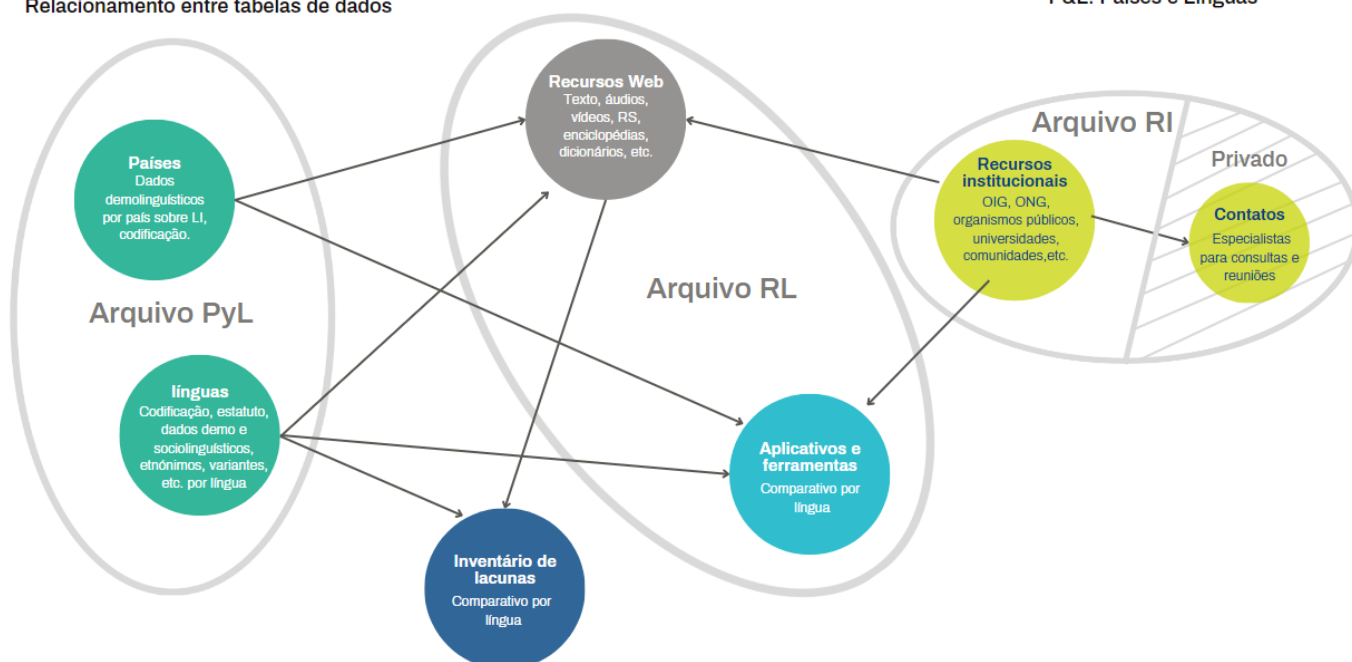 Relacionamento entre tabelas de dados
P&L: Países e Línguas
Recursos Web
Texto, áudios,
vídeos, RS,
enciclopédias,
dicionários, etc.
Países
Dados
demolinguísticos
por país sobre LI,
codificação.
Arquivo PyL
línguas
Codificação, estatuto,
dados demo e
sociolinguísticos,
etnónimos, variantes,
etc. por língua
Arquivo RL
Arquivo RI
Recursos
institucionais
OIG, ONG,
organismos públicos,
universidades,
comunidades,etc.
Privado
Contatos
Especialistas
para consultas e
reuniões
Aplicativos e
ferramentas
Comparativo por
língua
Inventário de
lacunas
Comparativo por
língua